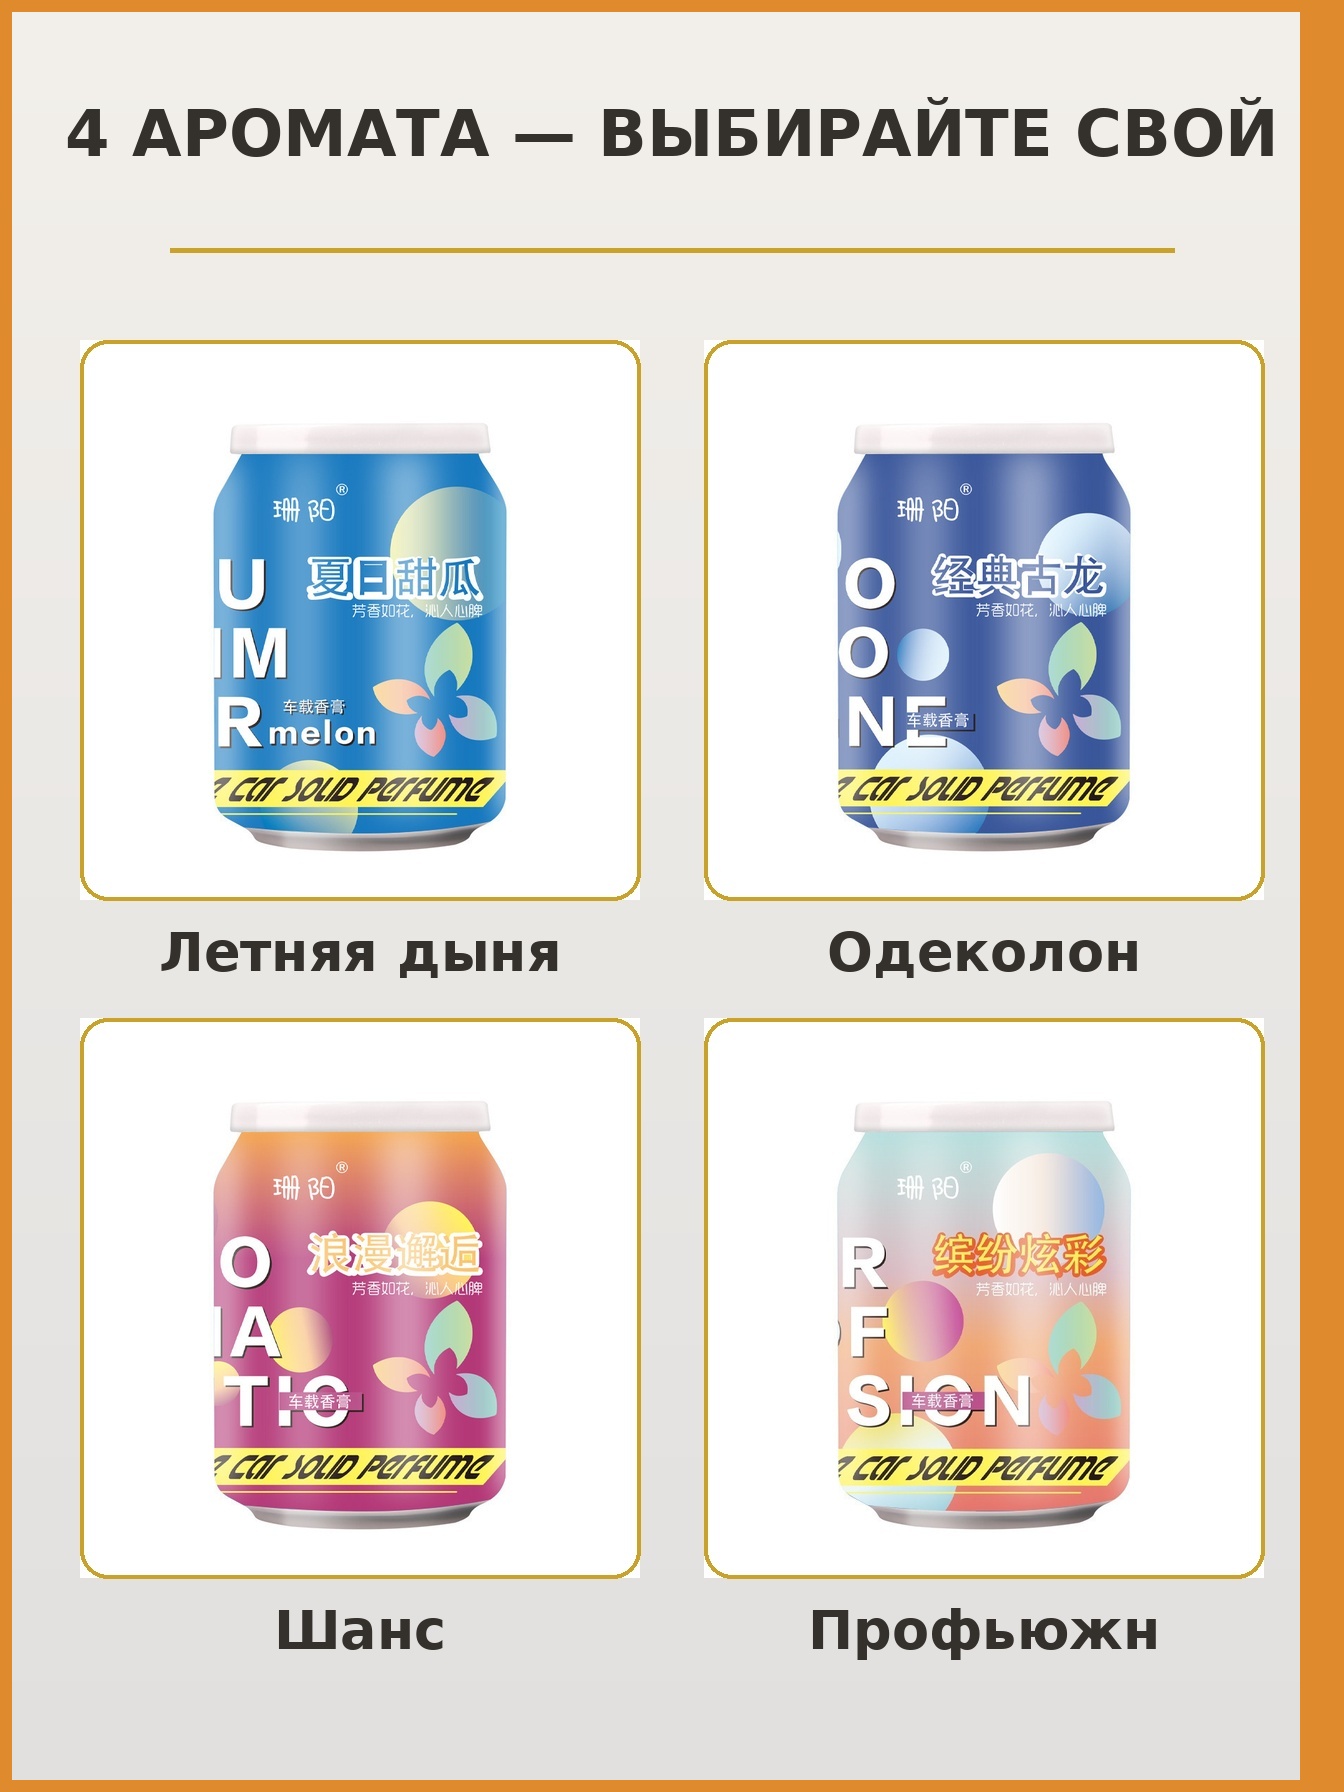 4 АРОМАТА — ВЫБИРАЙТЕ СВОЙ
珊阳®
夏日甜瓜
芳香如花，沁人心脾
U
IM
R
车载香膏
melon
CAR SOLID PERFUME
Летняя дыня
珊阳®
经典古龙
芳香如花，沁人心脾
O
O
NE
车载香膏
CAR SOLID PERFUME
Одеколон
珊阳®
浪漫邂逅
芳香如花，沁人心脾
O
IA
TIC
车载香膏
CAR SOLID PERFUME
Шанс
珊阳®
缤纷炫彩
芳香如花，沁人心脾
R
OF
SION
车载香膏
CAR SOLID PERFUME
Профьюжн